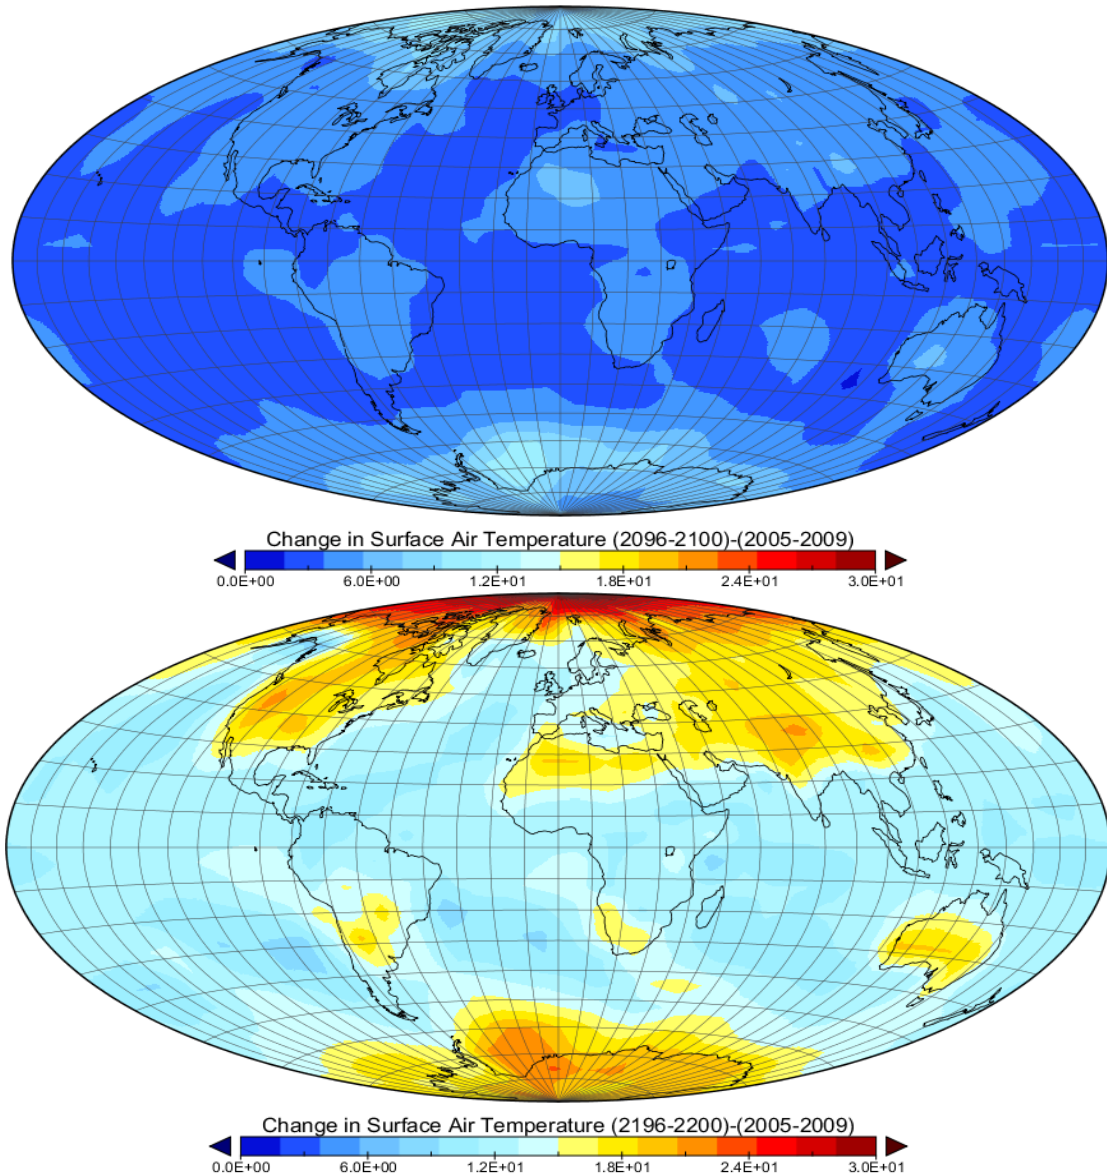 Change in Surface Air Temperature (2096-2100)-(2005-2009)
0.0E+00 6.0E+00 1.2E+01 1.8E+01 2.4E+01 3.0E+01
Change in Surface Air Temperature (2196-2200)-(2005-2009)
0.0E+00 6.0E+00 1.2E+01 1.8E+01 2.4E+01 3.0E+01